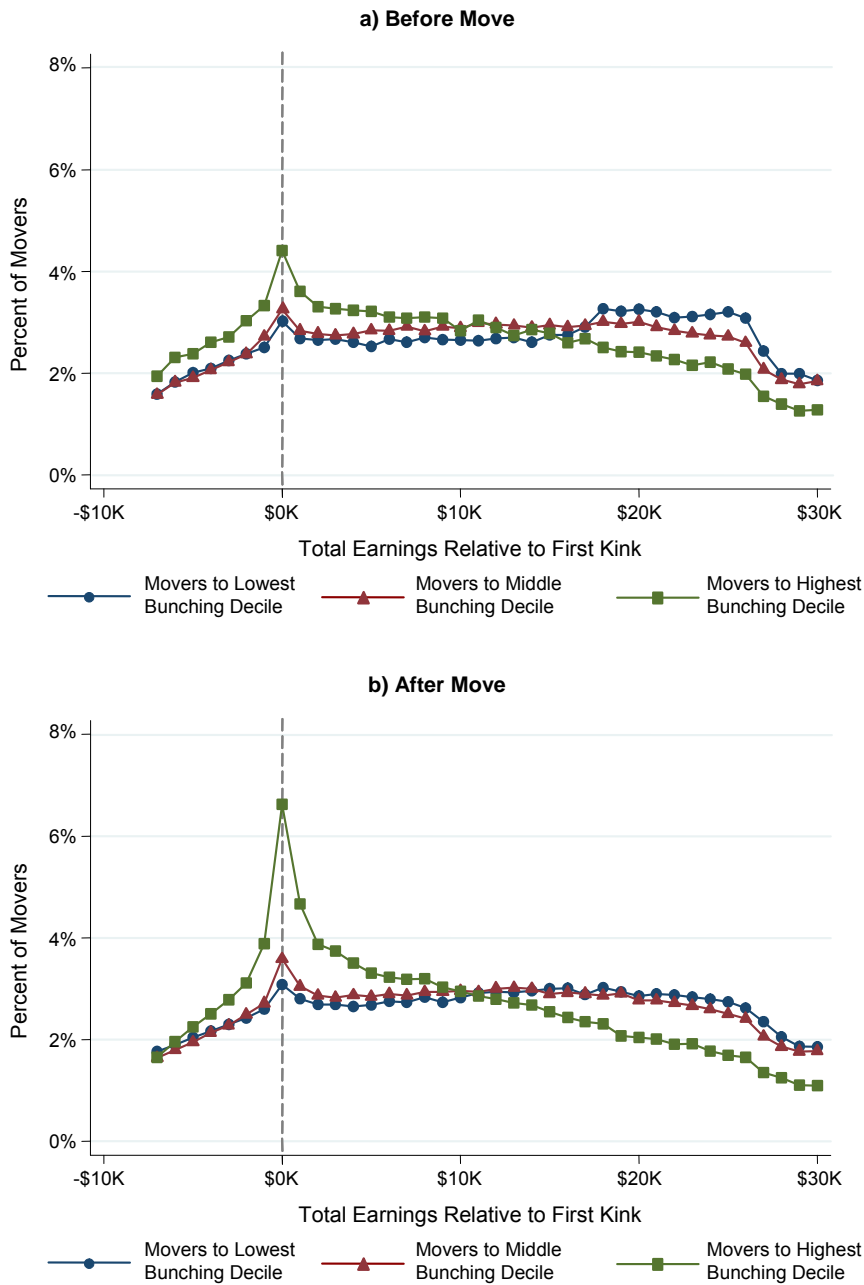 a) Before Move
8%
6%
4%
2%
0%
Percent of Movers
-$10K $0K $10K $20K $30K
Total Earnings Relative to First Kink
Movers to Lowest Bunching Decile
Movers to Middle Bunching Decile
Movers to Highest Bunching Decile
b) After Move
8%
6%
4%
2%
0%
Percent of Movers
-$10K $0K $10K $20K $30K
Total Earnings Relative to First Kink
Movers to Lowest Bunching Decile
Movers to Middle Bunching Decile
Movers to Highest Bunching Decile